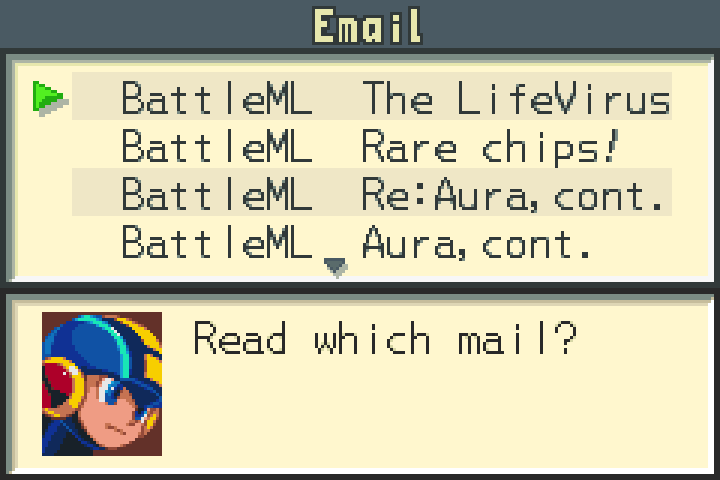 Email
BattleML The LifeVirus
BattleML Rare chips!
BattleML Re:Aura, cont.
BattleML Aura, cont.
Read which mail?